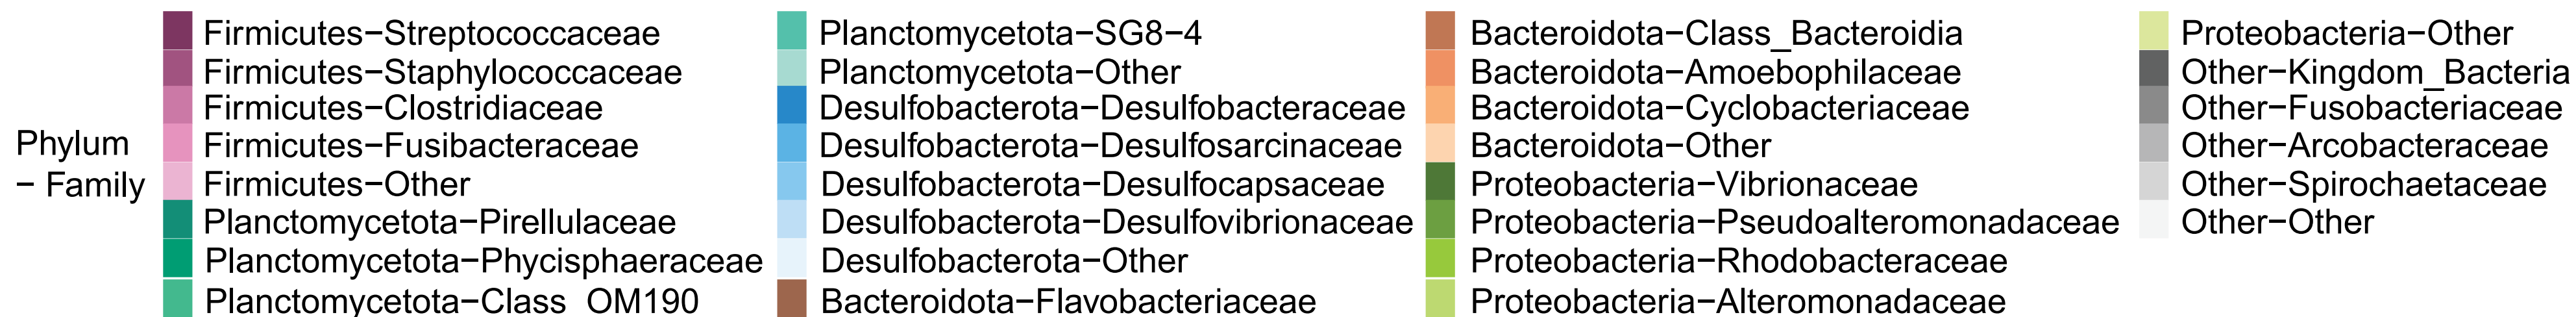 Phylum
− Family
Firmicutes−Streptococcaceae
Firmicutes−Staphylococcaceae
Firmicutes−Clostridiaceae
Firmicutes−Fusibacteraceae
Firmicutes−Other
Planctomycetota−Pirellulaceae
Planctomycetota−Phycisphaeraceae
Planctomycetota−Class OM190
Planctomycetota−SG8−4
Planctomycetota−Other
Desulfobacterota−Desulfobacteraceae
Desulfobacterota−Desulfosarcinaceae
Desulfobacterota−Desulfocapsaceae
Desulfobacterota−Desulfovibrionaceae
Desulfobacterota−Other
Bacteroidota−Flavobacteriaceae
Bacteroidota−Class_Bacteroidia
Bacteroidota−Amoebophilaceae
Bacteroidota−Cyclobacteriaceae
Bacteroidota−Other
Proteobacteria−Vibrionaceae
Proteobacteria−Pseudoalteromonadaceae
Proteobacteria−Rhodobacteraceae
Proteobacteria−Alteromonadaceae
Proteobacteria−Other
Other−Kingdom_Bacteria
Other−Fusobacteriaceae
Other−Arcobacteraceae
Other−Spirochaetaceae
Other−Other